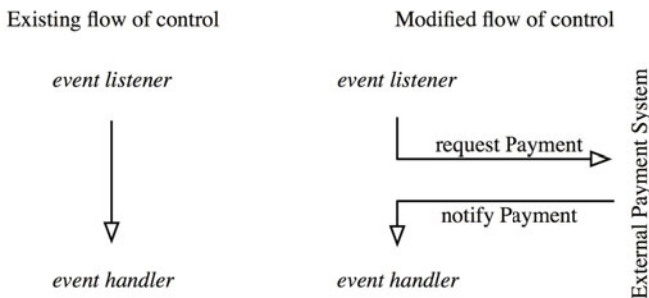 Existing flow of control
Modified flow of control
event listener
event listener
request Payment
notify Payment
External Payment System
event handler
event handler